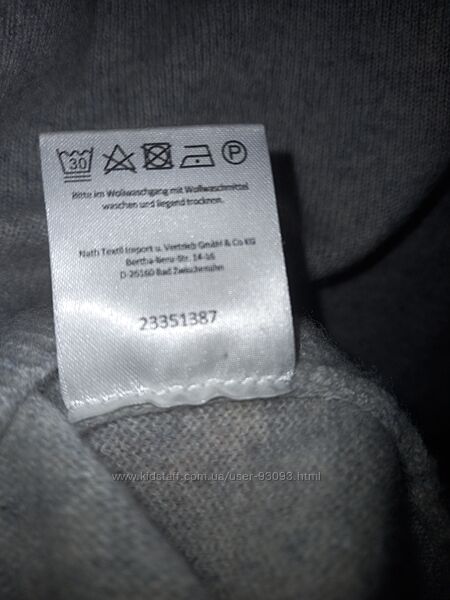 30 P
Bitte im Wollwaschgang mit Wollwaschmittel
waschen und liegend trocknen.
Nath Textil Import u. Vertrieb GmbH & Co KG
Bertha-Benz-Str. 14-16
D-26160 Bad Zwischenahn
23351387
www.kidstaff.com.ua/user-93093.html